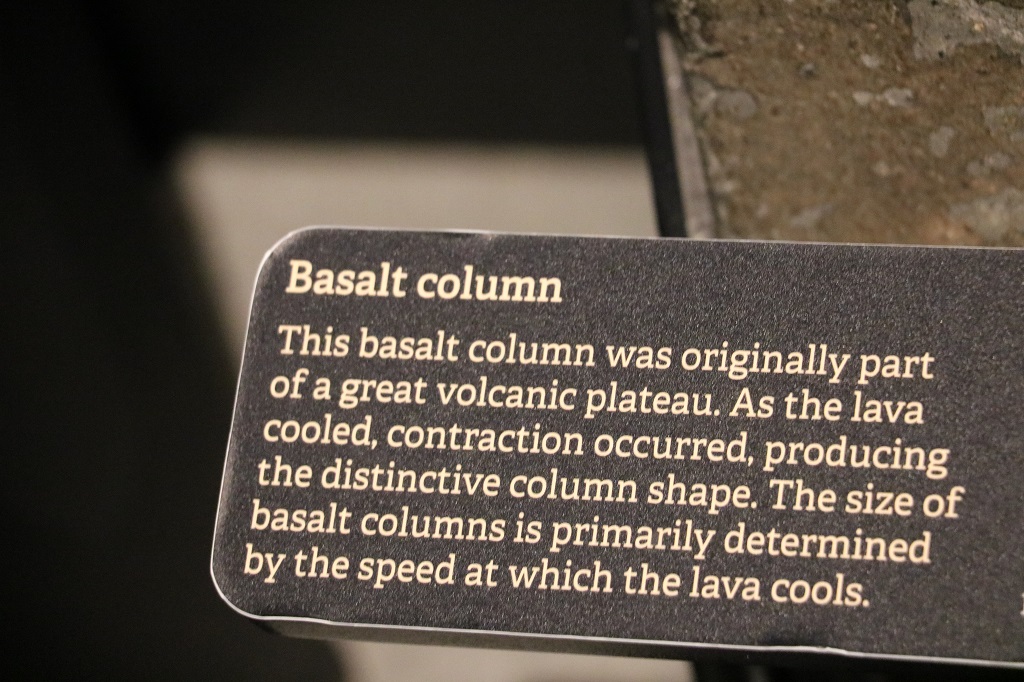 Basalt column
This basalt column was originally part
of a great volcanic plateau. As the lava
cooled, contraction occurred, producing
the distinctive column shape. The size of
basalt columns is primarily determined
by the speed at which the lava cools.